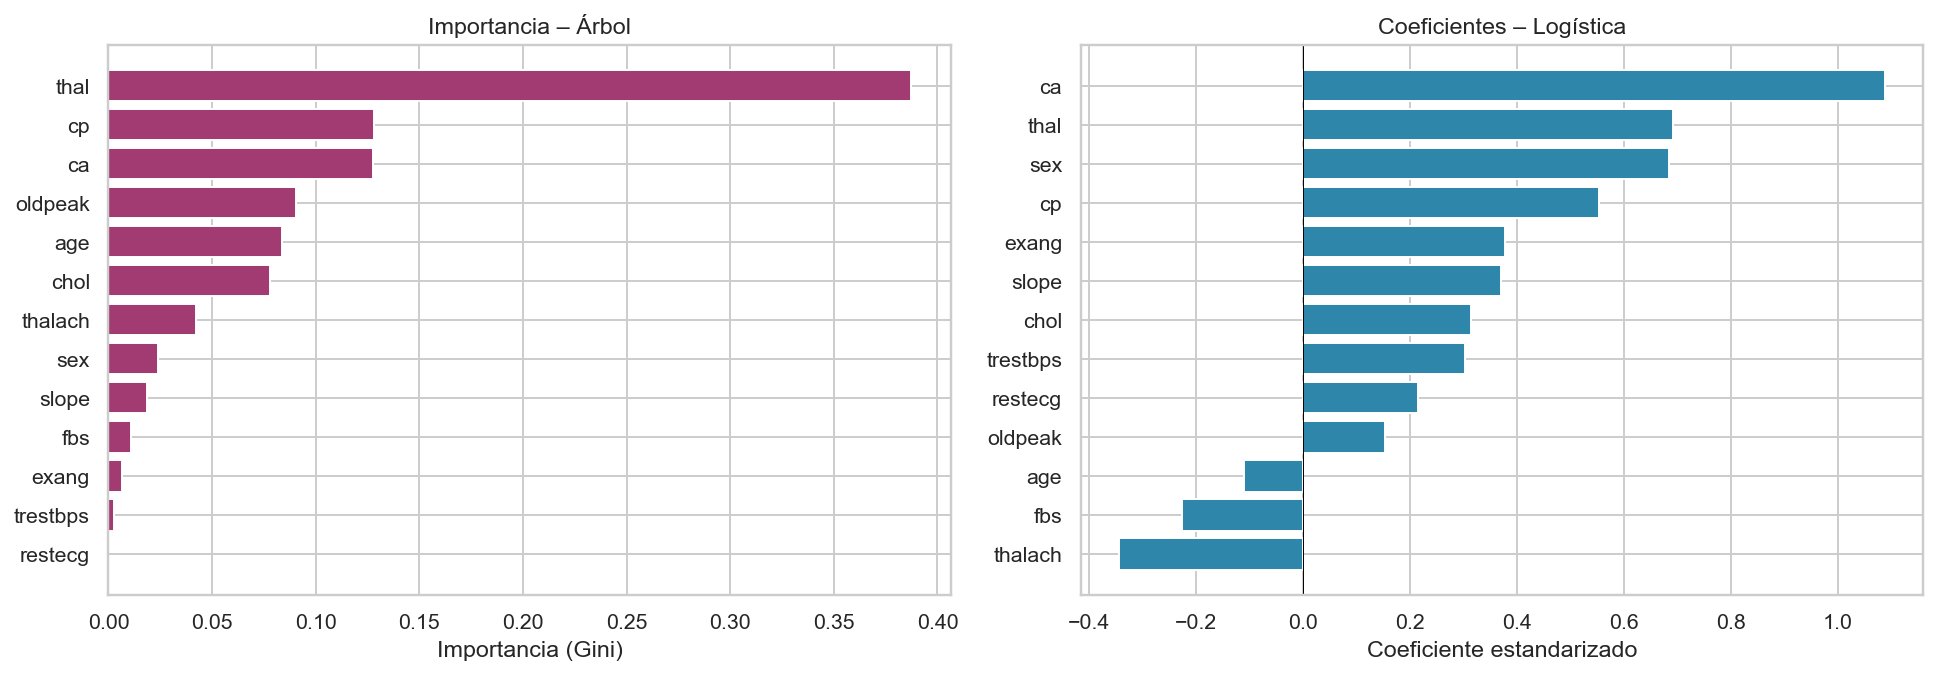 Importancia – Árbol
thal
cp
ca
oldpeak
age
chol
thalach
sex
slope
fbs
exang
trestbps
restecg
0.00 0.05 0.10 0.15 0.20 0.25 0.30 0.35 0.40
Importancia (Gini)
Coeficientes – Logística
ca
thal
sex
cp
exang
slope
chol
trestbps
restecg
oldpeak
age
fbs
thalach
−0.4 −0.2 0.0 0.2 0.4 0.6 0.8 1.0
Coeficiente estandarizado